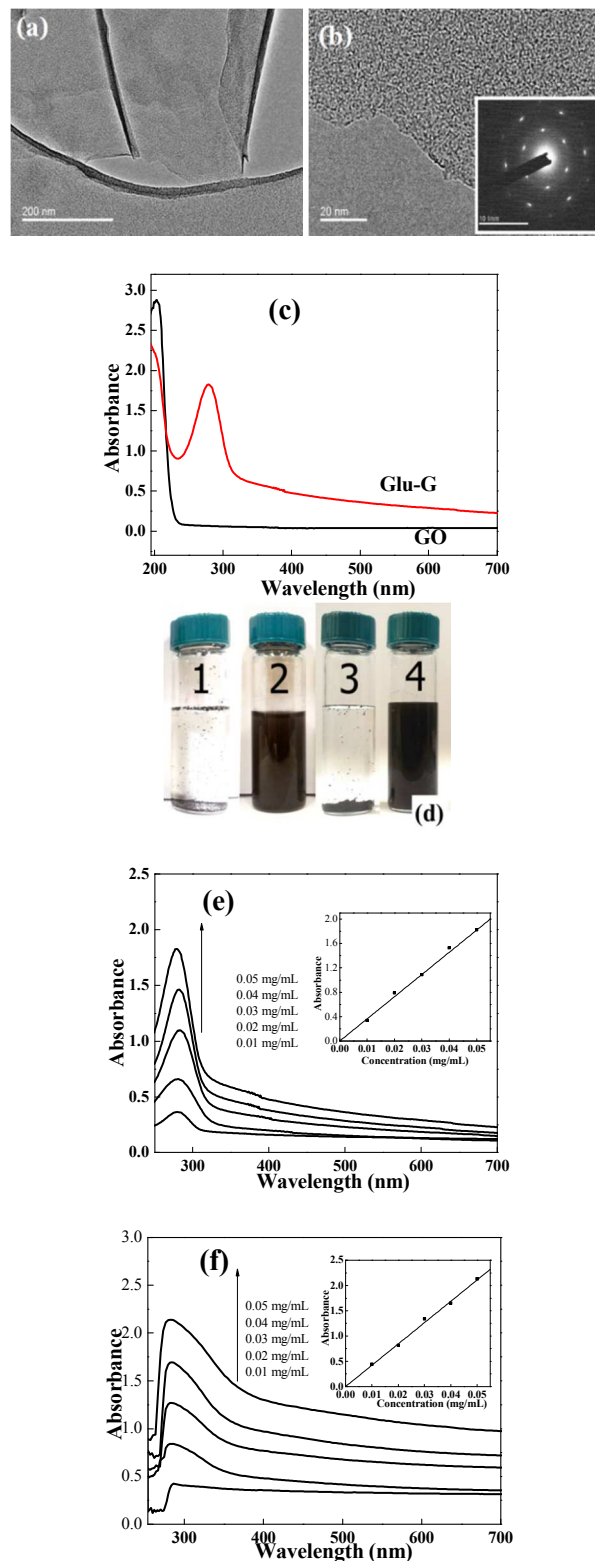 (a)
200 nm
(b)
20 nm
10 1/nm
(c)
3.0
2.5
2.0
1.5
1.0
0.5
0.0
Absorbance
Glu-G
GO
200 300 400 500 600 700
Wavelength (nm)
1 2 3 4
(d)
2.5
2.0
1.5
1.0
0.5
0.0
Absorbance
(e)
0.05 mg/mL
0.04 mg/mL
0.03 mg/mL
0.02 mg/mL
0.01 mg/mL
2.0
1.6
1.2
0.8
0.4
0
Absorbance
0.00 0.01 0.02 0.03 0.04 0.05
Concentration (mg/mL)
300 400 500 600 700
Wavelength (nm)
3.0
2.5
2.0
1.5
1.0
0.5
0.0
Absorbance
(f)
0.05 mg/mL
0.04 mg/mL
0.03 mg/mL
0.02 mg/mL
0.01 mg/mL
2.5
2.0
1.5
1.0
0.5
0.0
Absorbance
0.00 0.01 0.02 0.03 0.04 0.05
Concentration (mg/mL)
300 400 500 600 700
Wavelength (nm)